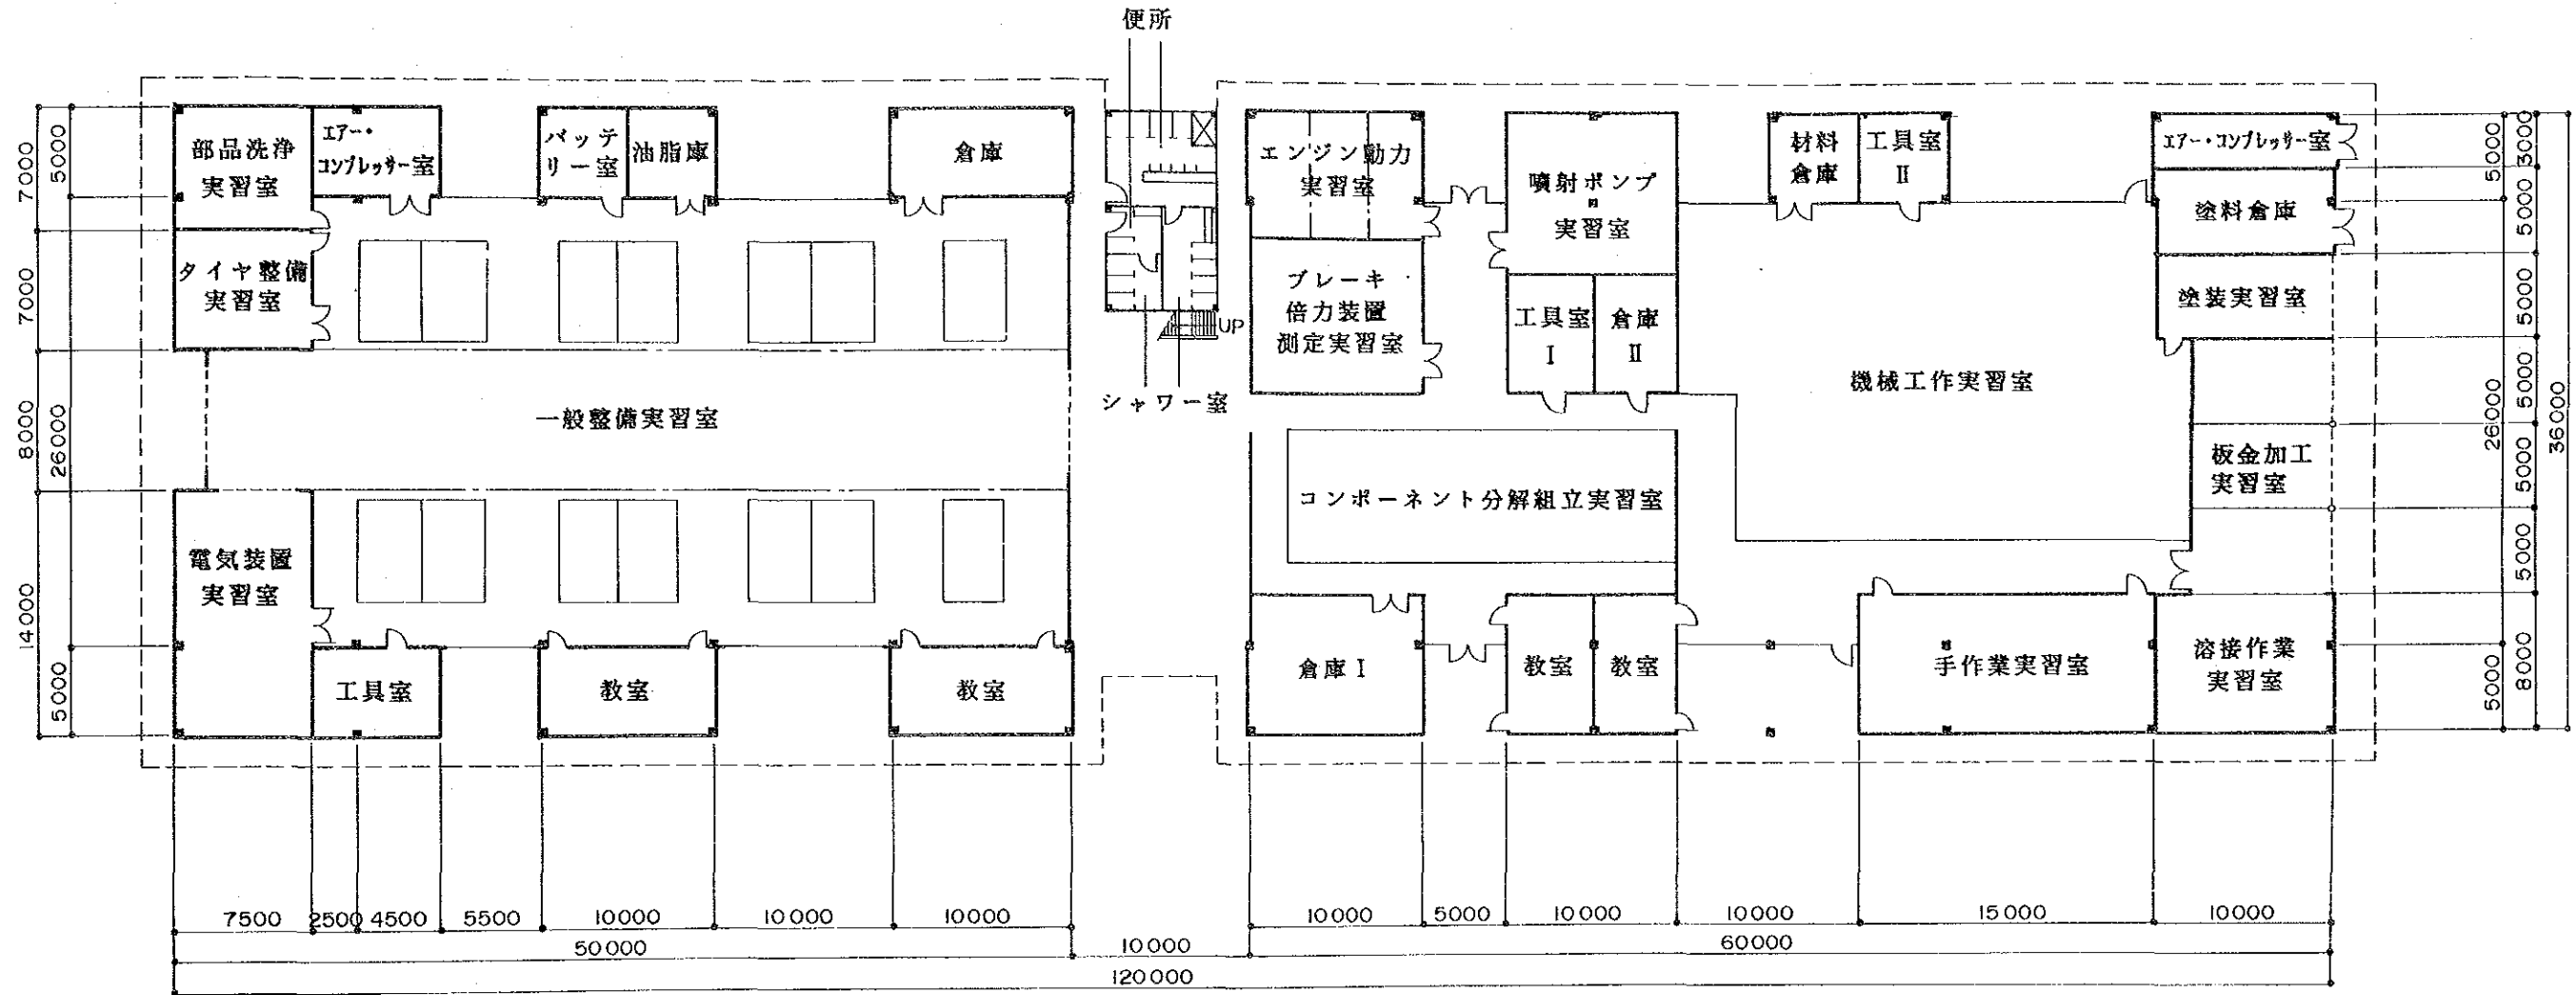 便所
部品洗浄
実習室
エアー・
コンプレッサー室
バッテ
リー室
油脂庫
倉庫
エンジン動力
実習室
噴射ポンプ
実習室
材料
倉庫
工具室
II
エアー・コンプレッサー室
塗料倉庫
塗装実習室
タイヤ整備
実習室
ブレーキ
倍力装置
測定実習室
工具室
I
倉庫
II
UP
シャワー室
機械工作実習室
一般整備実習室
板金加工
実習室
コンポーネント分解組立実習室
電気装置
実習室
工具室
教室
教室
倉庫 I
教室
教室
手作業実習室
溶接作業
実習室
7000
7000
8000
14000
5000
26000
5000
5000
26000
5000
3000
5000
5000
5000
5000
5000
8000
36000
7500
2500
4500
5500
10000
10000
10000
10000
5000
10000
10000
15000
10000
50000
10000
60000
120000